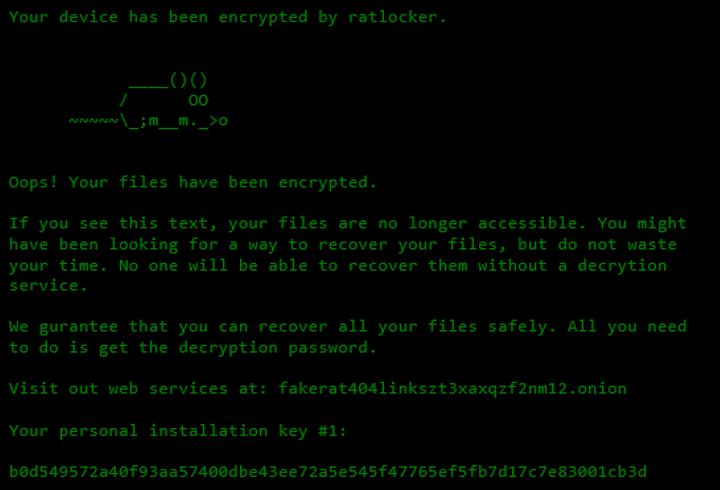 Your device has been encrypted by ratlocker.
____()()
/      OO
~~~~~\_;m__m._>o
Oops! Your files have been encrypted.
If you see this text, your files are no longer accessible. You might
have been looking for a way to recover your files, but do not waste
your time. No one will be able to recover them without a decrytion
service.
We gurantee that you can recover all your files safely. All you need
to do is get the decryption password.
Visit out web services at: fakerat404linkszt3xaxqzf2nm12.onion
Your personal installation key #1:
b0d549572a40f93aa57400dbe43ee72a5e545f47765ef5fb7d17c7e83001cb3d